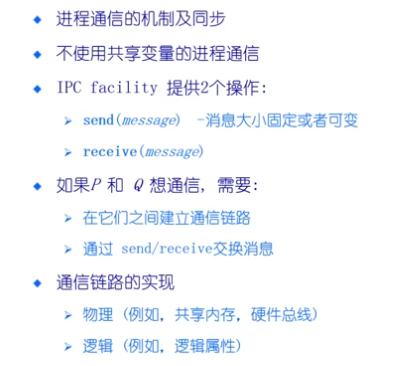 进程通信的机制及同步
不使用共享变量的进程通信
IPC facility 提供2个操作:
send(message) -消息大小固定或者可变
receive(message)
如果P 和 Q 想通信, 需要:
在它们之间建立通信链路
通过 send/receive交换消息
通信链路的实现
物理 (例如, 共享内存, 硬件总线)
逻辑 (例如, 逻辑属性)